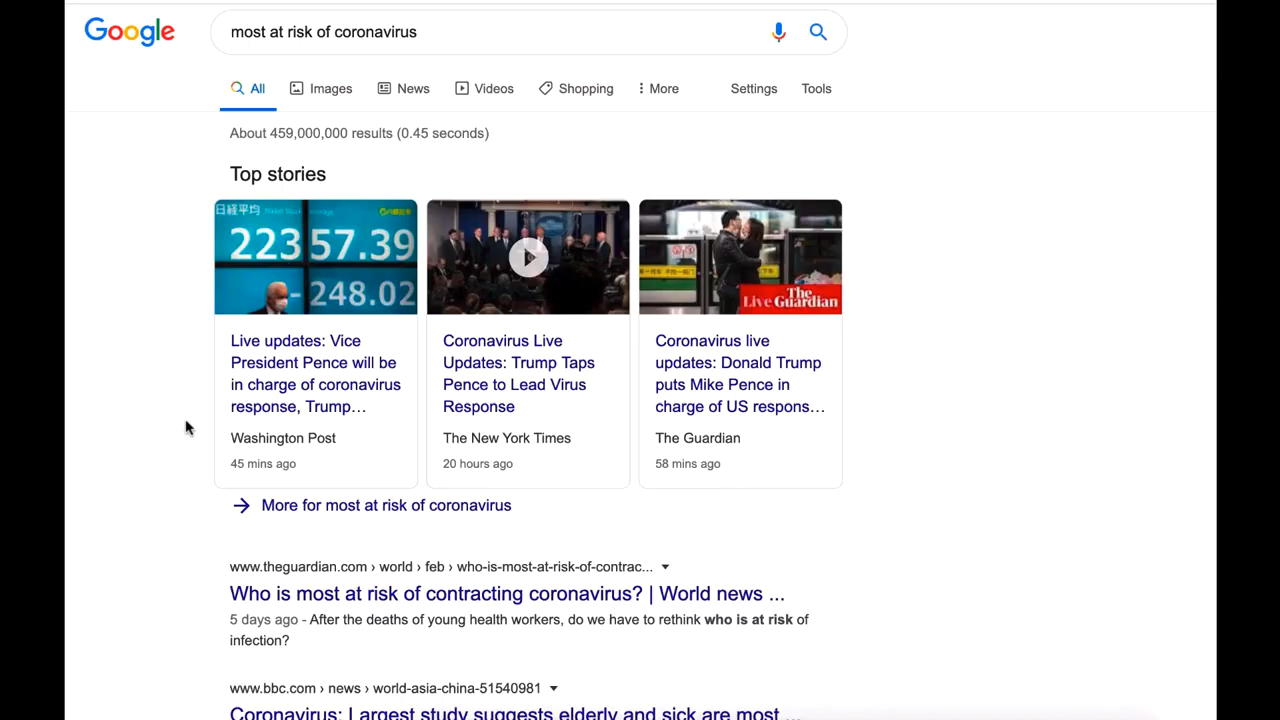 Google
most at risk of coronavirus
All Images News Videos Shopping More Settings Tools
About 459,000,000 results (0.45 seconds)
Top stories
日経平均
223 57.39
-248.02
Live The Guardian
Live updates: Vice President Pence will be in charge of coronavirus response, Trump…
Washington Post
45 mins ago
Coronavirus Live Updates: Trump Taps Pence to Lead Virus Response
The New York Times
20 hours ago
Coronavirus live updates: Donald Trump puts Mike Pence in charge of US respons…
The Guardian
58 mins ago
More for most at risk of coronavirus
www.theguardian.com › world › feb › who-is-most-at-risk-of-contrac...
Who is most at risk of contracting coronavirus? | World news ...
5 days ago - After the deaths of young health workers, do we have to rethink who is at risk of
infection?
www.bbc.com › news › world-asia-china-51540981
Coronavirus: Largest study suggests elderly and sick are most ...